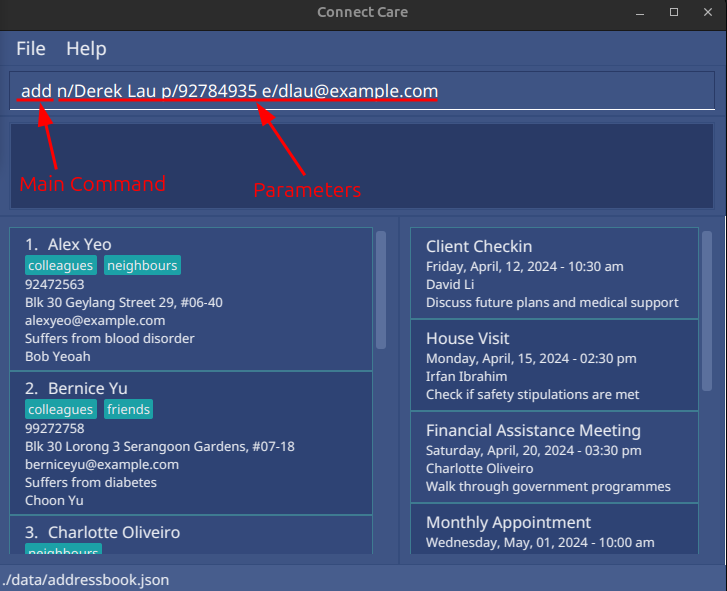 Connect Care
File Help
add n/Derek Lau p/92784935 e/dlau@example.com
Main Command
Parameters
1. Alex Yeo
colleagues neighbours
92472563
Blk 30 Geylang Street 29, #06-40
alexyeo@example.com
Suffers from blood disorder
Bob Yeoah
2. Bernice Yu
colleagues friends
99272758
Blk 30 Lorong 3 Serangoon Gardens, #07-18
berniceyu@example.com
Suffers from diabetes
Choon Yu
3. Charlotte Oliveiro
neighbours
Client Checkin
Friday, April, 12, 2024 - 10:30 am
David Li
Discuss future plans and medical support
House Visit
Monday, April, 15, 2024 - 02:30 pm
Irfan Ibrahim
Check if safety stipulations are met
Financial Assistance Meeting
Saturday, April, 20, 2024 - 03:30 pm
Charlotte Oliveiro
Walk through government programmes
Monthly Appointment
Wednesday, May, 01, 2024 - 10:00 am
./data/addressbook.json